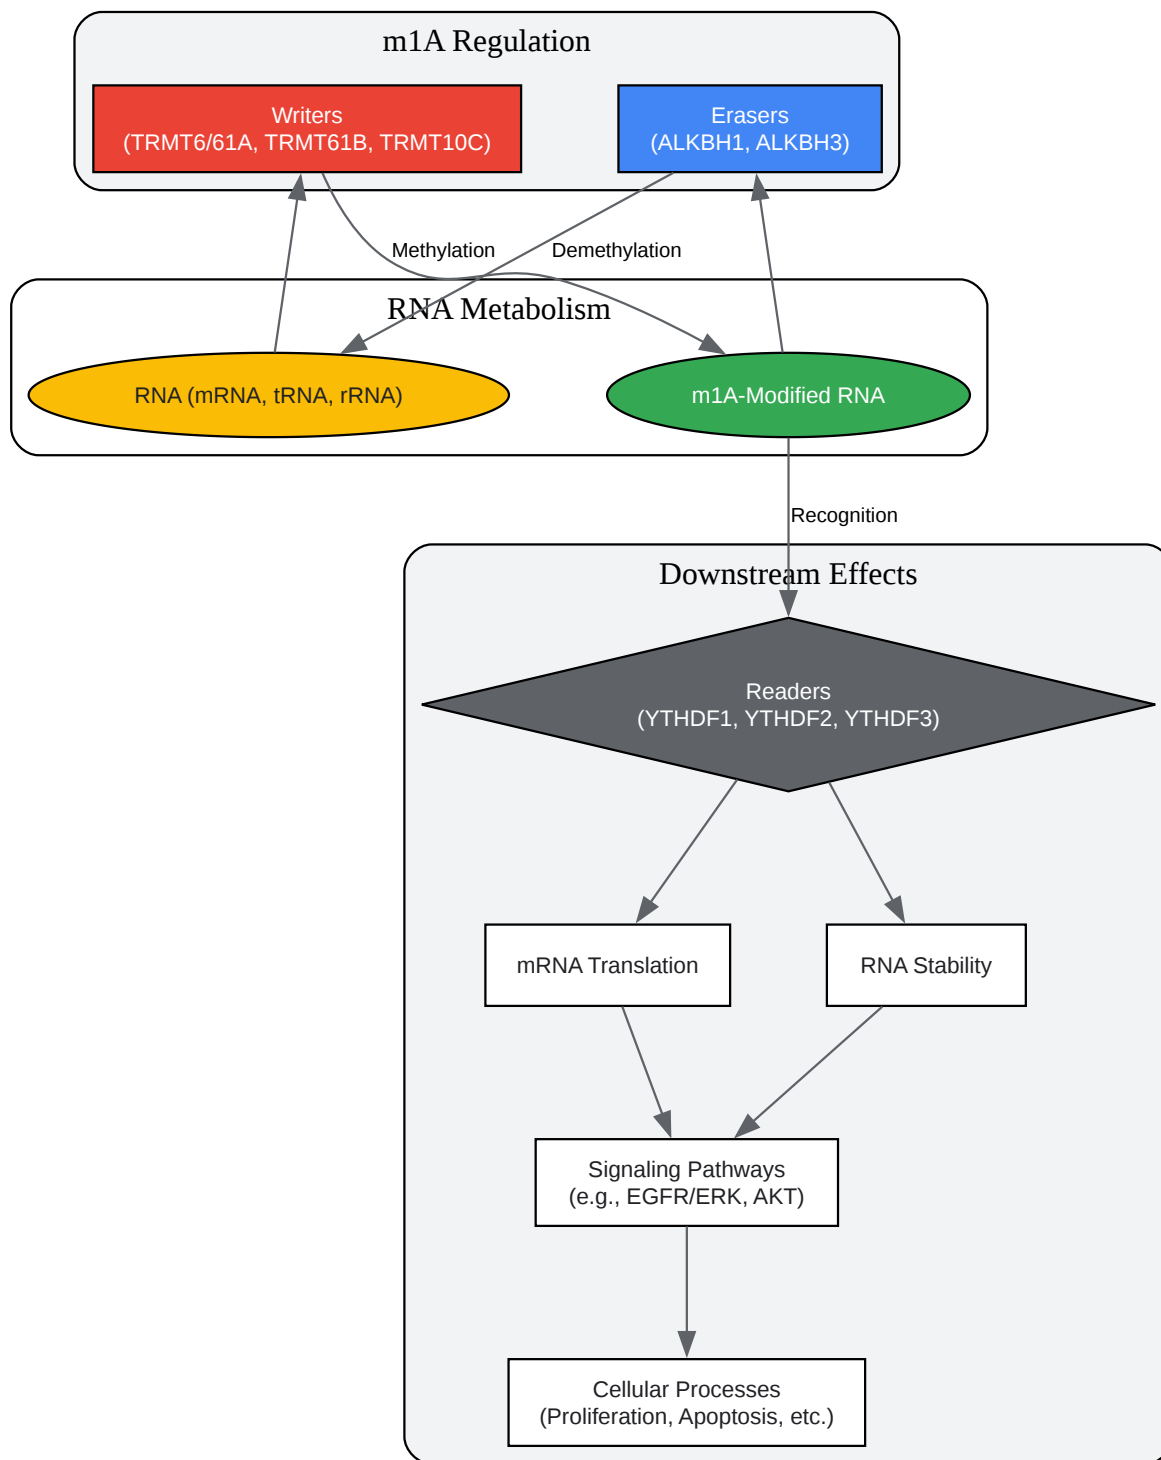 m1A Regulation
Writers
(TRMT6/61A, TRMT61B, TRMT10C)
Erasers
(ALKBH1, ALKBH3)
Methylation
Demethylation
RNA Metabolism
RNA (mRNA, tRNA, rRNA)
m1A-Modified RNA
Recognition
Downstream Effects
Readers
(YTHDF1, YTHDF2, YTHDF3)
mRNA Translation
RNA Stability
Signaling Pathways
(e.g., EGFR/ERK, AKT)
Cellular Processes
(Proliferation, Apoptosis, etc.)